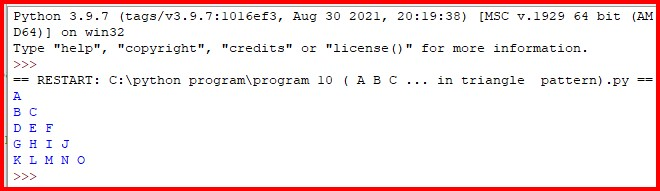 Python 3.9.7 (tags/v3.9.7:1016ef3, Aug 30 2021, 20:19:38) [MSC v.1929 64 bit (AM
D64)] on win32
Type "help", "copyright", "credits" or "license()" for more information.
>>>
== RESTART: C:\python program\program 10 ( A B C ... in triangle  pattern).py ==
A
B C
D E F
G H I J
K L M N O
>>>